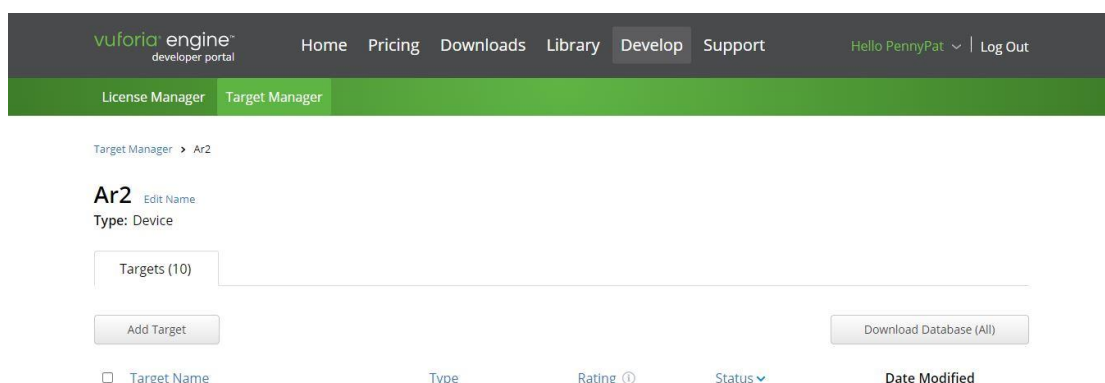 vuforia® engine™
developer portal
Home Pricing Downloads Library Develop Support
Hello PennyPat | Log Out
License Manager Target Manager
Target Manager > Ar2
Ar2 Edit Name
Type: Device
Targets (10)
Add Target Download Database (All)
Target Name Type Rating ⓘ Status Date Modified